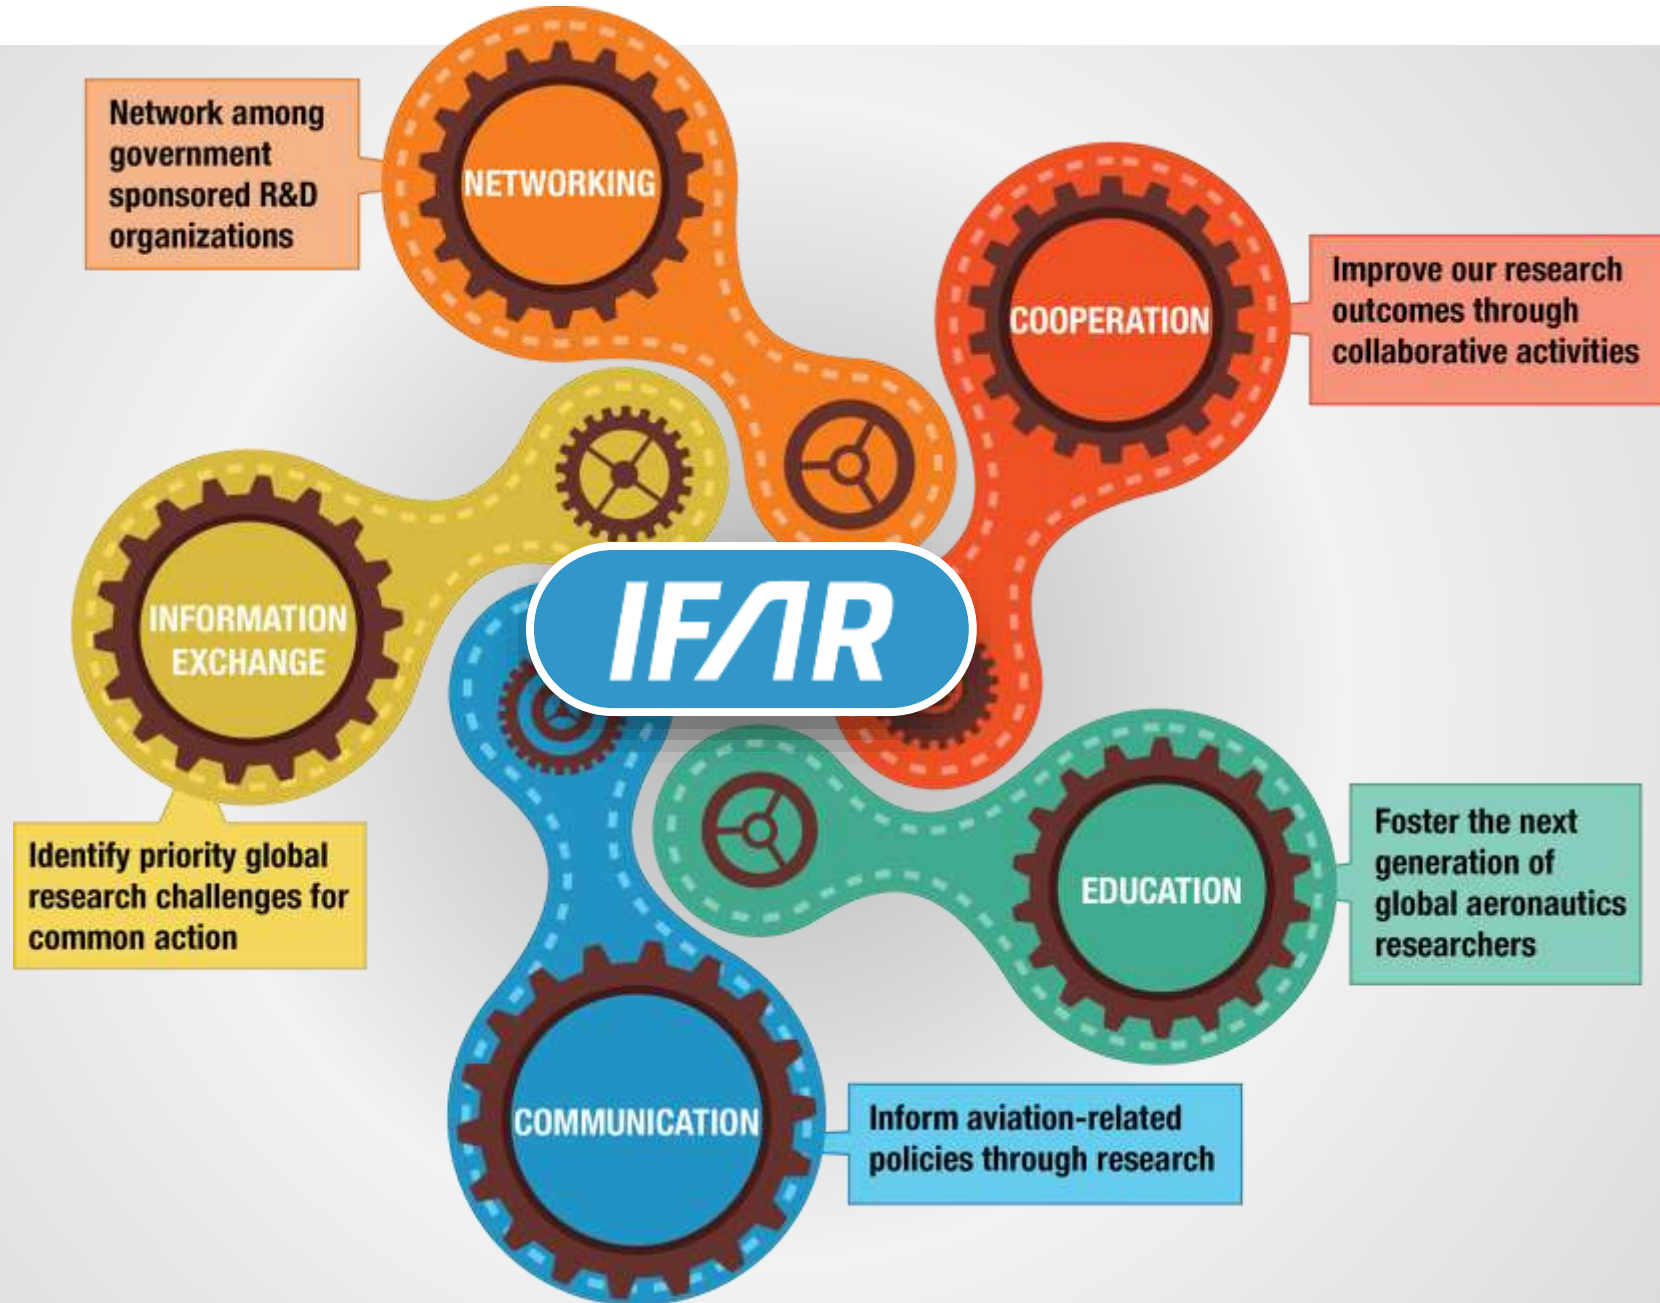 Network among
government
sponsored R&D
organizations
NETWORKING
COOPERATION
Improve our research
outcomes through
collaborative activities
INFORMATION
EXCHANGE
IFAR
Identify priority global
research challenges for
common action
EDUCATION
Foster the next
generation of
global aeronautics
researchers
COMMUNICATION
Inform aviation-related
policies through research